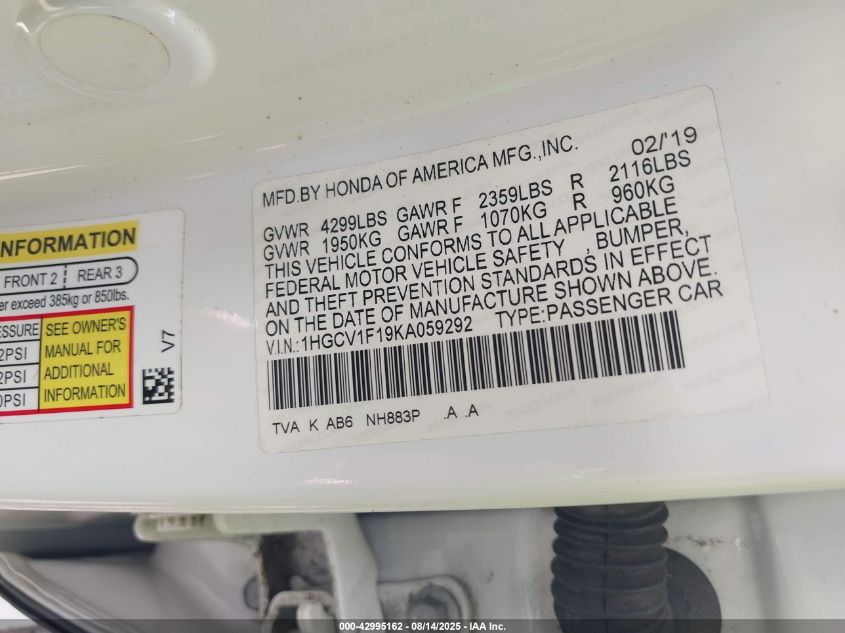 MFD.BY HONDA OF AMERICA MFG.,INC. 02/'19
GVWR 4299LBS GAWR F 2359LBS R 2116LBS
GVWR 1950KG GAWR F 1070KG R 960KG
THIS VEHICLE CONFORMS TO ALL APPLICABLE
FEDERAL MOTOR VEHICLE SAFETY , BUMPER,
AND THEFT PREVENTION STANDARDS IN EFFECT
ON THE DATE OF MANUFACTURE SHOWN ABOVE.
V.I.N.:1HGCV1F19KA059292 TYPE:PASSENGER CAR
TVA K AB6 NH883P .A .A
INFORMATION
FRONT 2 REAR 3
exceed 385kg or 850lbs.
SEE OWNER'S
MANUAL FOR
ADDITIONAL
INFORMATION
V7
000-42995162 - 08/14/2025 - IAA Inc.